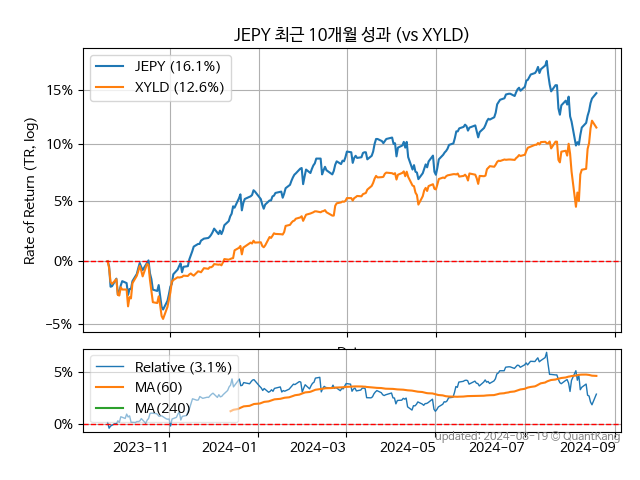 JEPY 최근 10개월 성과 (vs XYLD)
JEPY (16.1%)
XYLD (12.6%)
Rate of Return (TR, log)
15%
10%
5%
0%
−5%
Relative (3.1%)
MA(60)
MA(240)
5%
0%
2023-11
2024-01
2024-03
2024-05
2024-07
2024-09
updated: 2024-08-19 © QuantKang